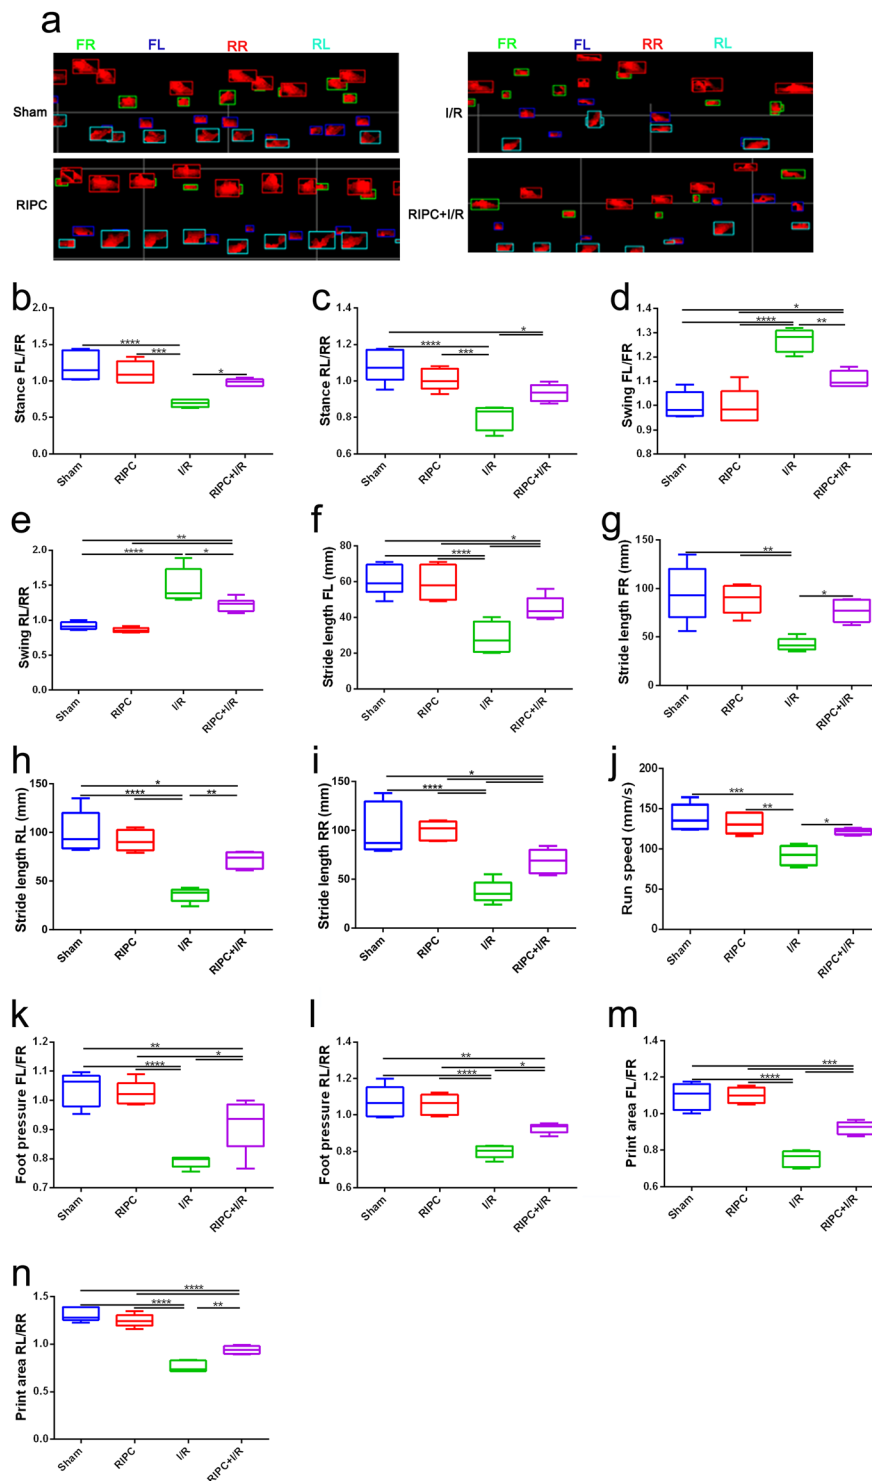 a
FR FL RR RL
FR FL RR RL
Sham
I/R
RIPC
RIPC+I/R
b
Stance FL/FR
2.0
1.5
1.0
0.5
0.0
****
***
*
Sham RIPC I/R RIPC+I/R
c
Stance RL/RR
1.4
1.2
1.0
0.8
0.6
*
****
***
Sham RIPC I/R RIPC+I/R
d
Swing FL/FR
1.4
1.3
1.2
1.1
1.0
0.9
0.8
*
****
**
Sham RIPC I/R RIPC+I/R
e
Swing RL/RR
2.0
1.5
1.0
0.5
0.0
**
****
*
Sham RIPC I/R RIPC+I/R
f
Stride length FL (mm)
80
60
40
20
0
*
****
Sham RIPC I/R RIPC+I/R
g
Stride length FR (mm)
150
100
50
0
**
*
Sham RIPC I/R RIPC+I/R
h
Stride length RL (mm)
150
100
50
0
*
****
**
Sham RIPC I/R RIPC+I/R
i
Stride length RR (mm)
150
100
50
0
*
****
Sham RIPC I/R RIPC+I/R
j
Run speed (mm/s)
200
150
100
50
0
***
**
*
Sham RIPC I/R RIPC+I/R
k
Foot pressure FL/FR
1.2
1.1
1.0
0.9
0.8
0.7
**
*
****
Sham RIPC I/R RIPC+I/R
l
Foot pressure RL/RR
1.4
1.2
1.0
0.8
0.6
**
*
****
Sham RIPC I/R RIPC+I/R
m
Print area FL/FR
1.4
1.2
1.0
0.8
0.6
***
****
Sham RIPC I/R RIPC+I/R
n
Print area RL/RR
1.5
1.0
0.5
0.0
****
****
**
Sham RIPC I/R RIPC+I/R